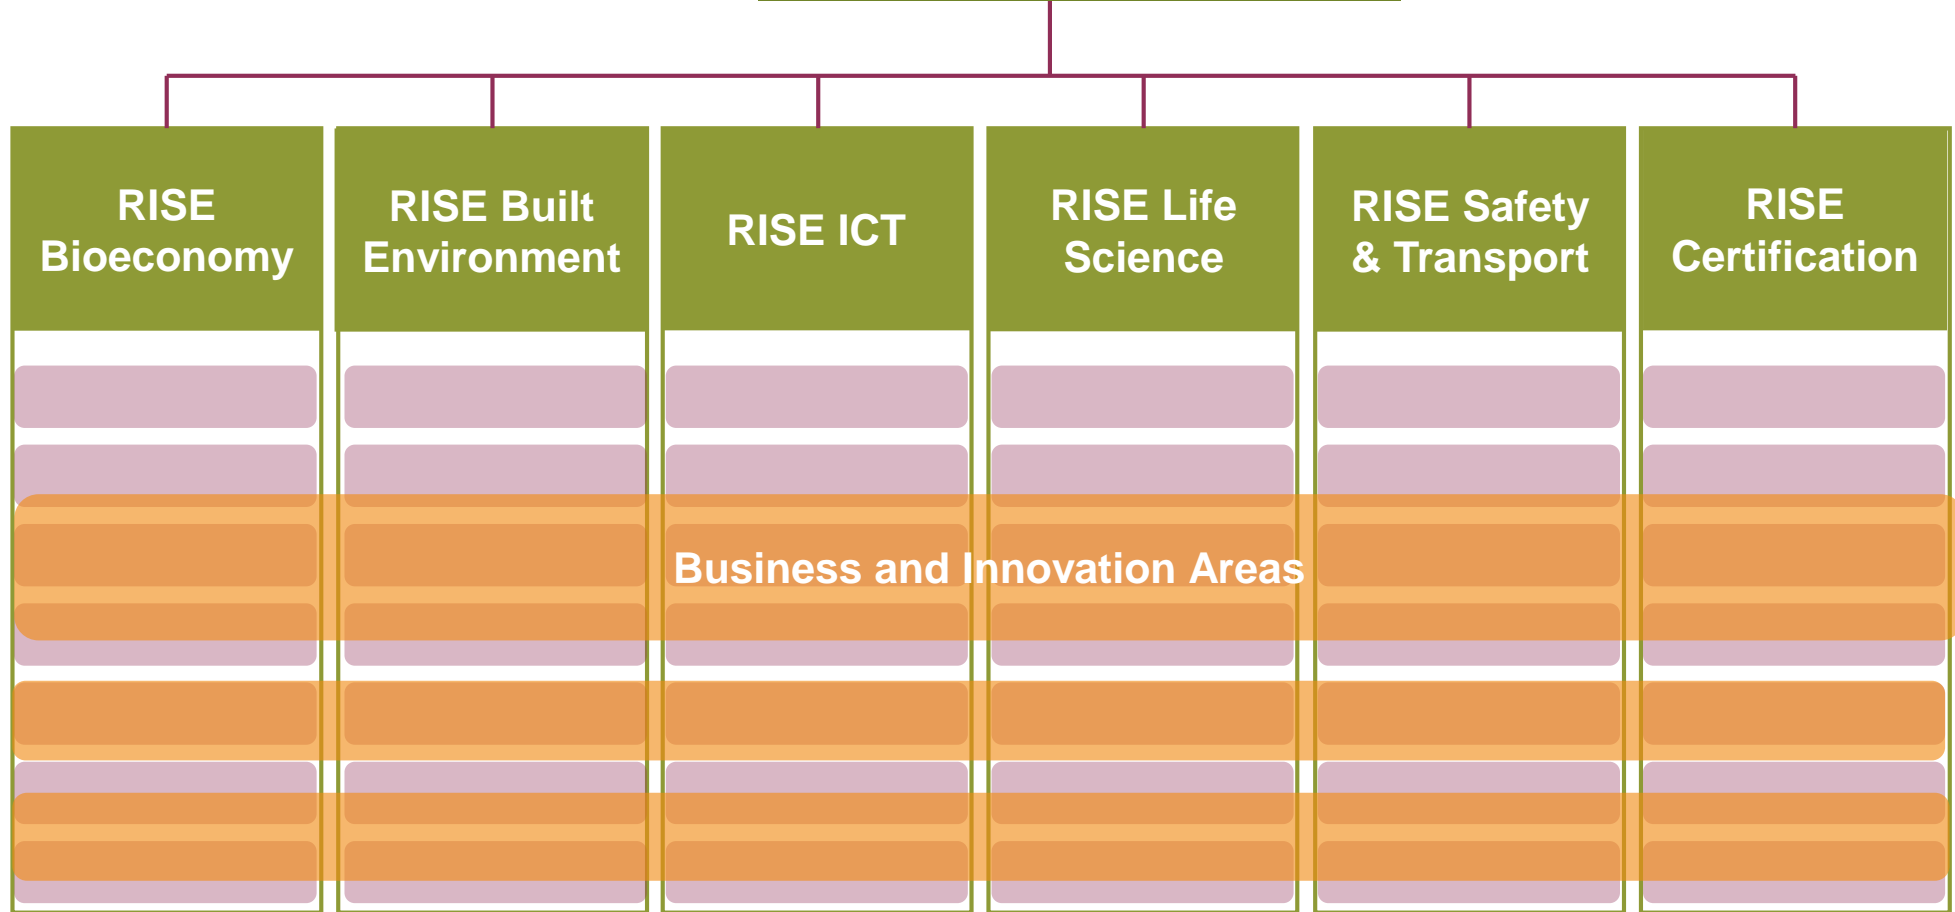 RISE
Bioeconomy
RISE Built
Environment
RISE ICT
RISE Life
Science
RISE Safety
& Transport
RISE
Certification
Business and Innovation Areas